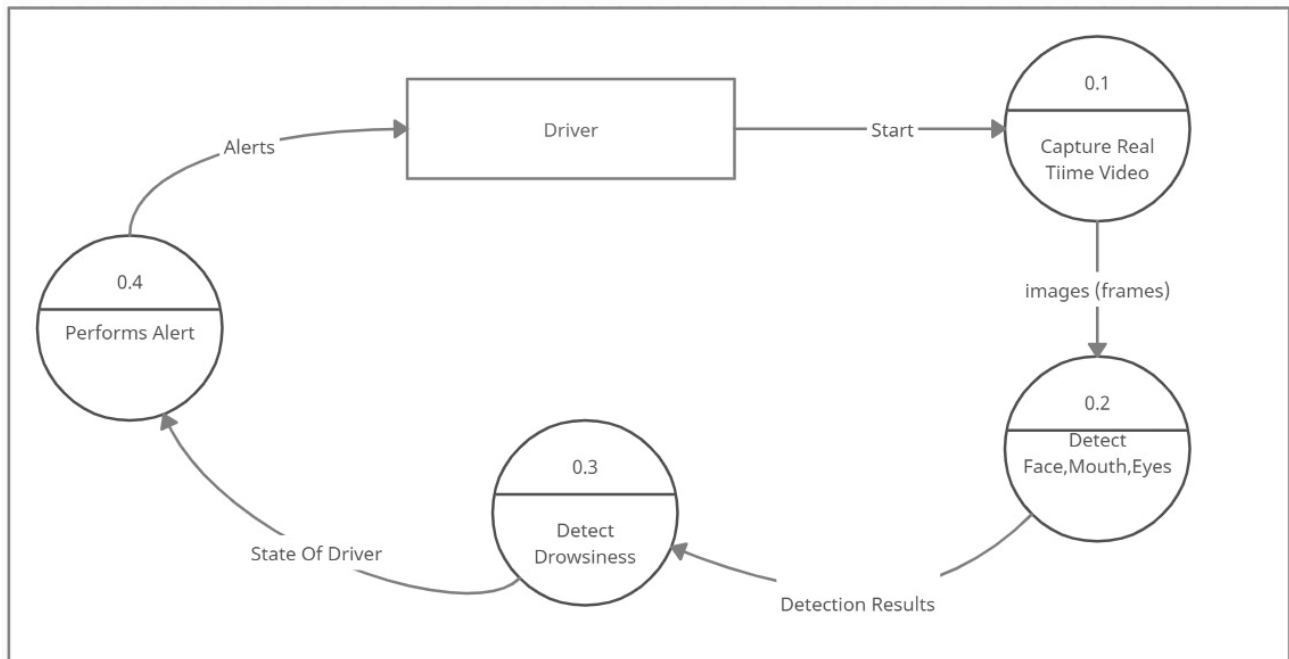 Driver
Start
0.1
Capture Real
Tiime Video
images (frames)
0.2
Detect
Face,Mouth,Eyes
Detection Results
0.3
Detect
Drowsiness
State Of Driver
0.4
Performs Alert
Alerts